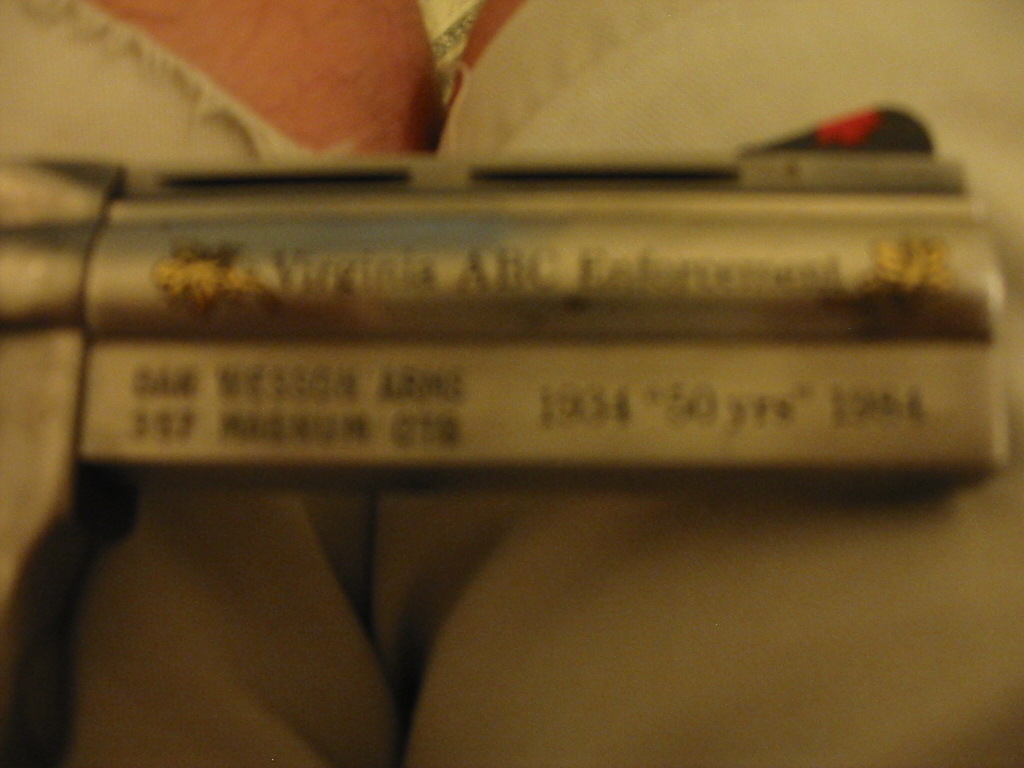 Virginia ABC Enforcement
DAN WESSON ARMS
357 MAGNUM CTG
1934 "50 yrs" 1984